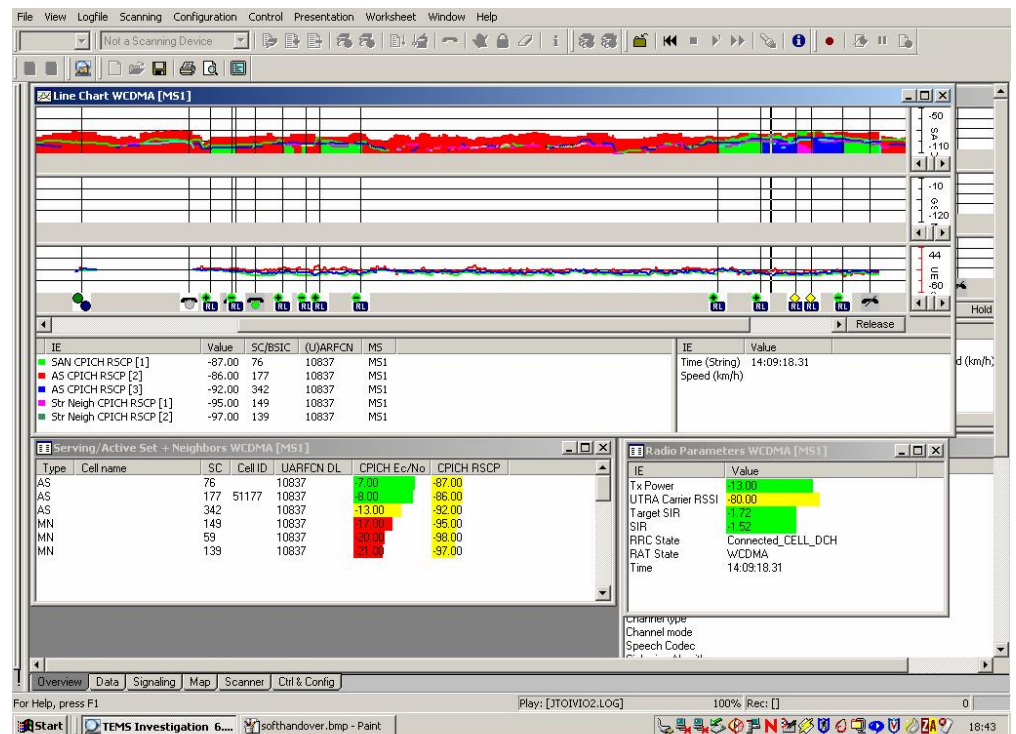 File View Logfile Scanning Configuration Control Presentation Worksheet Window Help
Not a Scanning Device
Line Chart WCDMA [MS1]
-50
-110
-10
-120
44
-60
RL RL RL RL RL RL RL RL RL RL RL
Release
Hold
IE Value SC/BSIC (U)ARFCN MS
SAN CPICH RSCP [1] -87.00 76 10837 MS1
AS CPICH RSCP [2] -86.00 177 10837 MS1
AS CPICH RSCP [3] -92.00 342 10837 MS1
Str Neigh CPICH RSCP [1] -95.00 149 10837 MS1
Str Neigh CPICH RSCP [2] -97.00 139 10837 MS1
IE Value
Time (String) 14:09:18.31
Speed (km/h)
d (km/h)
Serving/Active Set + Neighbors WCDMA [MS1]
Type Cell name SC Cell ID UARFCN DL CPICH Ec/No CPICH RSCP
AS 76 10837 -7.00 -87.00
AS 177 51177 10837 -8.00 -86.00
AS 342 10837 -13.00 -92.00
MN 149 10837 -17.00 -95.00
MN 59 10837 -20.00 -98.00
MN 139 10837 -21.00 -97.00
Radio Parameters WCDMA [MS1]
IE Value
Tx Power -13.00
UTRA Carrier RSSI -80.00
Target SIR -1.72
SIR -1.52
RRC State Connected_CELL_DCH
RAT State WCDMA
Time 14:09:18.31
Channel type
Channel mode
Speech Codec
Overview Data Signaling Map Scanner Ctrl & Config
For Help, press F1
Play: [JTOIVIO2.LOG]
100% Rec: []
0
Start
TEMS Investigation 6....
softhandover.bmp - Paint
18:43